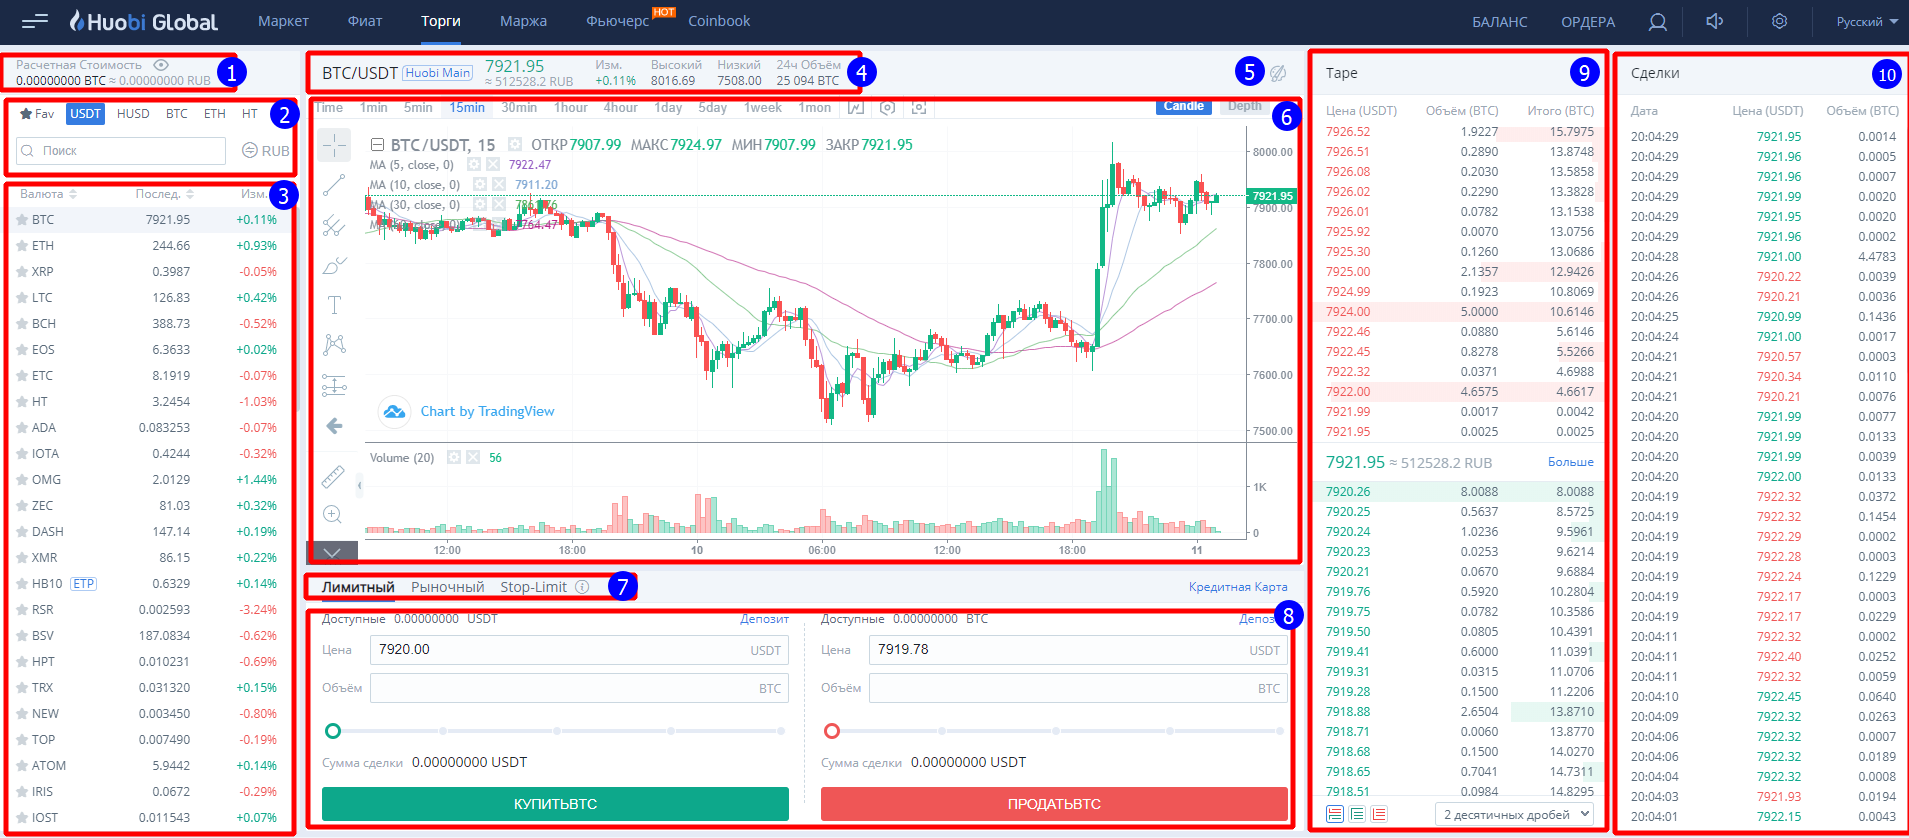 Huobi Global Маркет Фиат Торги Маржа Фьючерс HOT Coinbook БАЛАНС ОРДЕРА Русский
Расчетная Стоимость
0.00000000 BTC ≈ 0.00000000 RUB
1
Fav USDT HUSD BTC ETH HT
2
Поиск RUB
3
Валюта Послед. Изм.
BTC 7921.95 +0.11%
ETH 244.66 +0.93%
XRP 0.3987 -0.05%
LTC 126.83 +0.42%
BCH 388.73 -0.52%
EOS 6.3633 +0.02%
ETC 8.1919 -0.07%
HT 3.2454 -1.03%
ADA 0.083253 -0.07%
IOTA 0.4244 -0.32%
OMG 2.0129 +1.44%
ZEC 81.03 +0.32%
DASH 147.14 +0.19%
XMR 86.15 +0.22%
HB10 ETP 0.6329 +0.14%
RSR 0.002593 -3.24%
BSV 187.0834 -0.62%
HPT 0.010231 -0.69%
TRX 0.031320 +0.15%
NEW 0.003450 -0.80%
TOP 0.007490 -0.19%
ATOM 5.9442 +0.14%
IRIS 0.0672 -0.29%
IOST 0.011543 +0.07%
BTC/USDT Huobi Main 7921.95 Изм. Высокий Низкий 24ч Объём
≈ 512528.2 RUB +0.11% 8016.69 7508.00 25 094 BTC
4
5
Time 1min 5min 15min 30min 1hour 4hour 1day 5day 1week 1mon Candle Depth
6
BTC/USDT, 15 ОТКР 7907.99 МАКС 7924.97 МИН 7907.99 ЗАКР 7921.95
MA (5, close, 0) 7922.47
MA (10, close, 0) 7911.20
MA (30, close, 0)
7764.47
8000.00
7921.95
7900.00
7800.00
7700.00
7600.00
7500.00
Chart by TradingView
Volume (20) 56
1K
0
12:00 18:00 10 06:00 12:00 18:00 11
Лимитный Рыночный Stop-Limit 7 Кредитная Карта
8
Доступные 0.00000000 USDT Депозит
Цена 7920.00 USDT
Объём BTC
Сумма сделки 0.00000000 USDT
КУПИТЬBTC
Доступные 0.00000000 BTC
Цена 7919.78 USDT
Объём BTC
Сумма сделки 0.00000000 USDT
ПРОДАТЬBTC
Таре 9
Цена (USDT) Объём (BTC) Итого (BTC)
7926.52 1.9227 15.7975
7926.51 0.2890 13.8748
7926.08 0.2030 13.5858
7926.02 0.2290 13.3828
7926.01 0.0782 13.1538
7925.92 0.0070 13.0756
7925.30 0.1260 13.0686
7925.00 2.1357 12.9426
7924.99 0.1923 10.8069
7924.00 5.0000 10.6146
7922.46 0.0880 5.6146
7922.45 0.8278 5.5266
7922.32 0.0371 4.6988
7922.00 4.6575 4.6617
7921.99 0.0017 0.0042
7921.95 0.0025 0.0025
7921.95 ≈ 512528.2 RUB Больше
7920.26 8.0088 8.0088
7920.25 0.5637 8.5725
7920.24 1.0236 9.5961
7920.23 0.0253 9.6214
7920.21 0.0670 9.6884
7919.76 0.5920 10.2804
7919.75 0.0782 10.3586
7919.50 0.0805 10.4391
7919.41 0.6000 11.0391
7919.31 0.0315 11.0706
7919.28 0.1500 11.2206
7918.88 2.6504 13.8710
7918.71 0.0060 13.8770
7918.68 0.1500 14.0270
7918.65 0.7041 14.7311
7918.51 0.0984 14.8295
2 десятичных дробей
Сделки 10
Дата Цена (USDT) Объём (BTC)
20:04:29 7921.95 0.0014
20:04:29 7921.96 0.0005
20:04:29 7921.96 0.0007
20:04:29 7921.99 0.0020
20:04:29 7921.95 0.0020
20:04:29 7921.96 0.0002
20:04:28 7921.00 4.4783
20:04:26 7920.22 0.0039
20:04:26 7920.21 0.0036
20:04:25 7920.99 0.1436
20:04:24 7921.00 0.0017
20:04:21 7920.57 0.0003
20:04:21 7920.34 0.0110
20:04:21 7920.21 0.0076
20:04:20 7921.99 0.0077
20:04:20 7921.99 0.0133
20:04:20 7921.99 0.0039
20:04:20 7922.00 0.0133
20:04:19 7922.32 0.0372
20:04:19 7922.32 0.1454
20:04:19 7922.29 0.0002
20:04:19 7922.28 0.0003
20:04:19 7922.24 0.1229
20:04:19 7922.17 0.0003
20:04:19 7922.17 0.0229
20:04:11 7922.32 0.0002
20:04:11 7922.40 0.0252
20:04:11 7922.32 0.0059
20:04:10 7922.45 0.0640
20:04:09 7922.32 0.0263
20:04:06 7922.32 0.0007
20:04:06 7922.32 0.0189
20:04:04 7922.32 0.0008
20:04:03 7921.93 0.0194
20:04:01 7922.15 0.0043